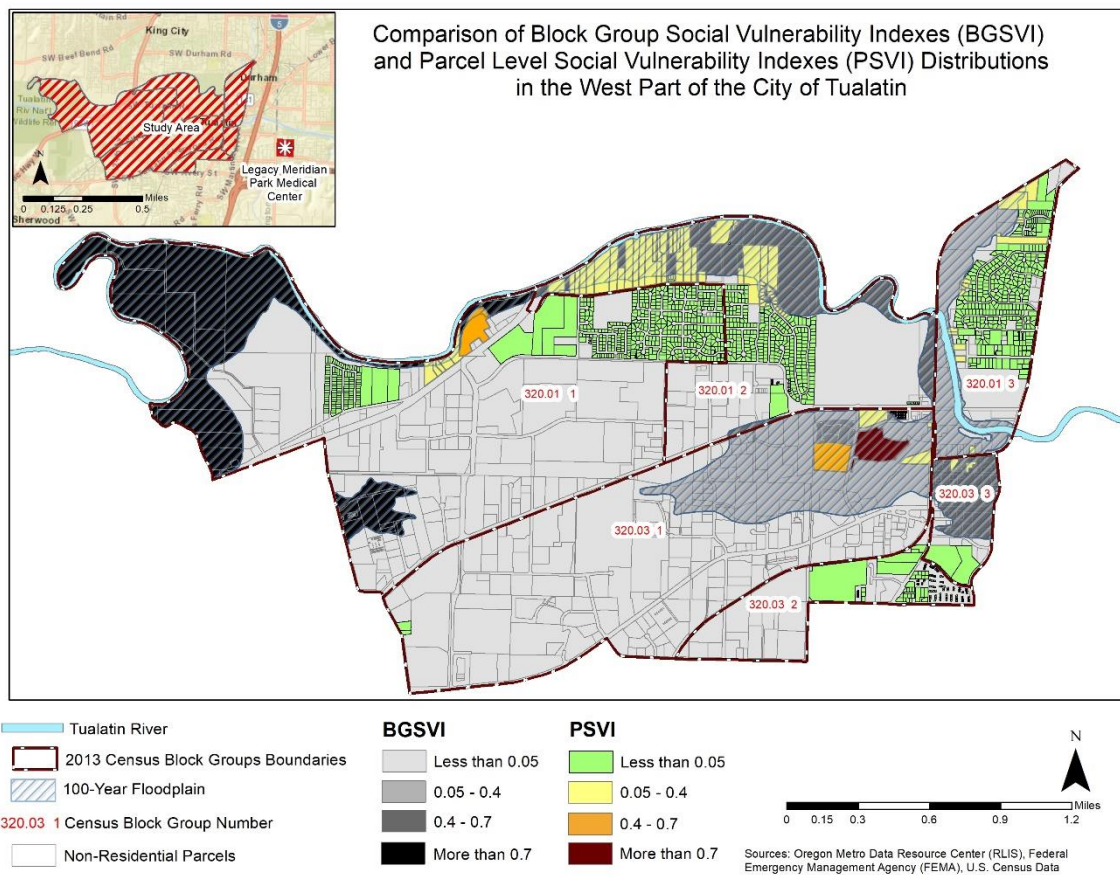 Comparison of Block Group Social Vulnerability Indexes (BGSVI)
and Parcel Level Social Vulnerability Indexes (PSVI) Distributions
in the West Part of the City of Tualatin
King City
5
SW Beef Bend Rd
SW Durham Rd
Durham
Tualatin
Study Area
Legacy Meridian
Park Medical
Center
N
Miles
0 0.125 0.25 0.5
Sherwood
320.01 1
320.01 2
320.01 3
320.03 3
320.03 1
320.03 2
Tualatin River
2013 Census Block Groups Boundaries
100-Year Floodplain
320.03 1 Census Block Group Number
Non-Residential Parcels
BGSVI
Less than 0.05
0.05 - 0.4
0.4 - 0.7
More than 0.7
PSVI
Less than 0.05
0.05 - 0.4
0.4 - 0.7
More than 0.7
N
Miles
0 0.15 0.3 0.6 0.9 1.2
Sources: Oregon Metro Data Resource Center (RLIS), Federal
Emergency Management Agency (FEMA), U.S. Census Data